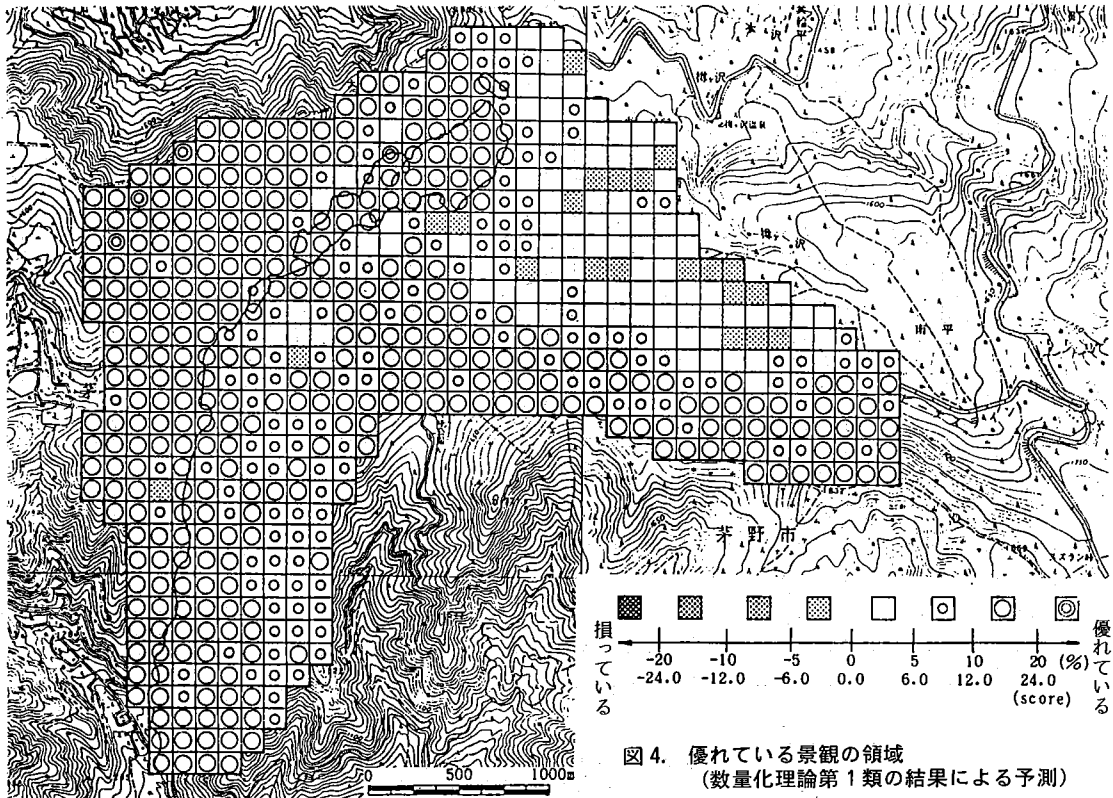 茅野市
南平
損っている
優れている
-20 -10 -5 0 5 10 20 (%)
-24.0 -12.0 -6.0 0.0 6.0 12.0 24.0
(score)
0 500 1000m
図4. 優れている景観の領域
(数量化理論第1類の結果による予測)